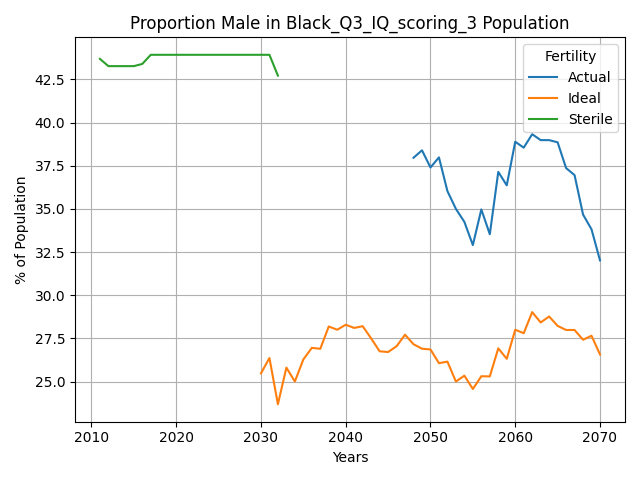 Proportion Male in Black_Q3_IQ_scoring_3 Population
Fertility
Actual
Ideal
Sterile
% of Population
42.5
40.0
37.5
35.0
32.5
30.0
27.5
25.0
2010 2020 2030 2040 2050 2060 2070
Years